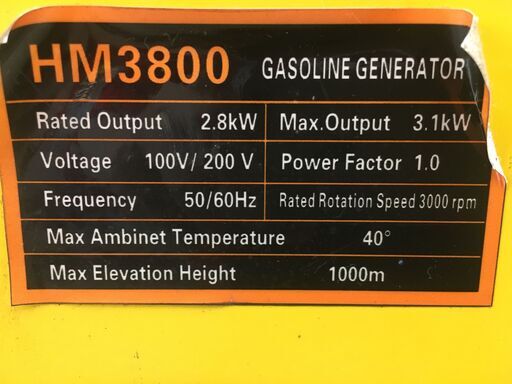 HM3800 GASOLINE GENERATOR
Rated Output 2.8kW Max.Output 3.1kW
Voltage 100V/ 200 V Power Factor 1.0
Frequency 50/60Hz Rated Rotation Speed 3000 rpm
Max Ambinet Temperature 40°
Max Elevation Height 1000m